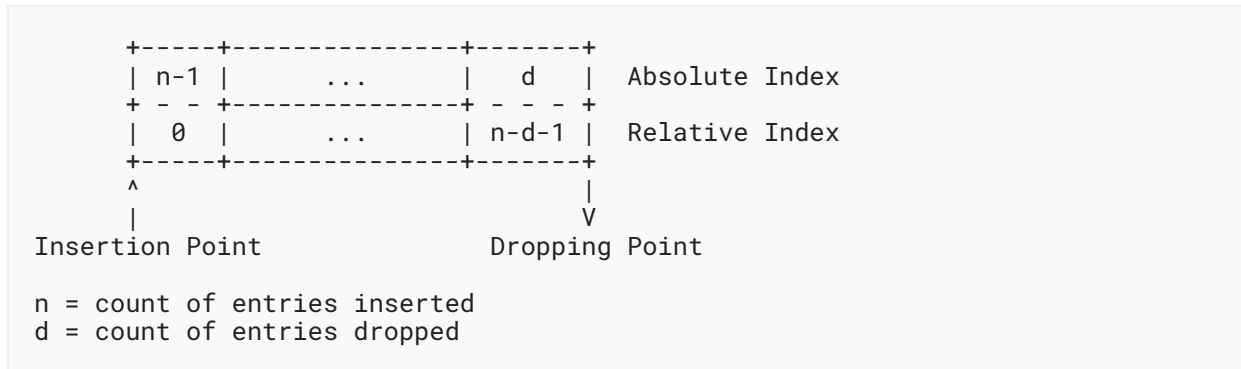 +-----+---------------+-------+
| n-1 |      ...      |   d   |  Absolute Index
+ - - +---------------+ - - - +
|  0  |      ...      | n-d-1 |  Relative Index
+-----+---------------+-------+
^                             |
|                             V
Insertion Point               Dropping Point
n = count of entries inserted
d = count of entries dropped